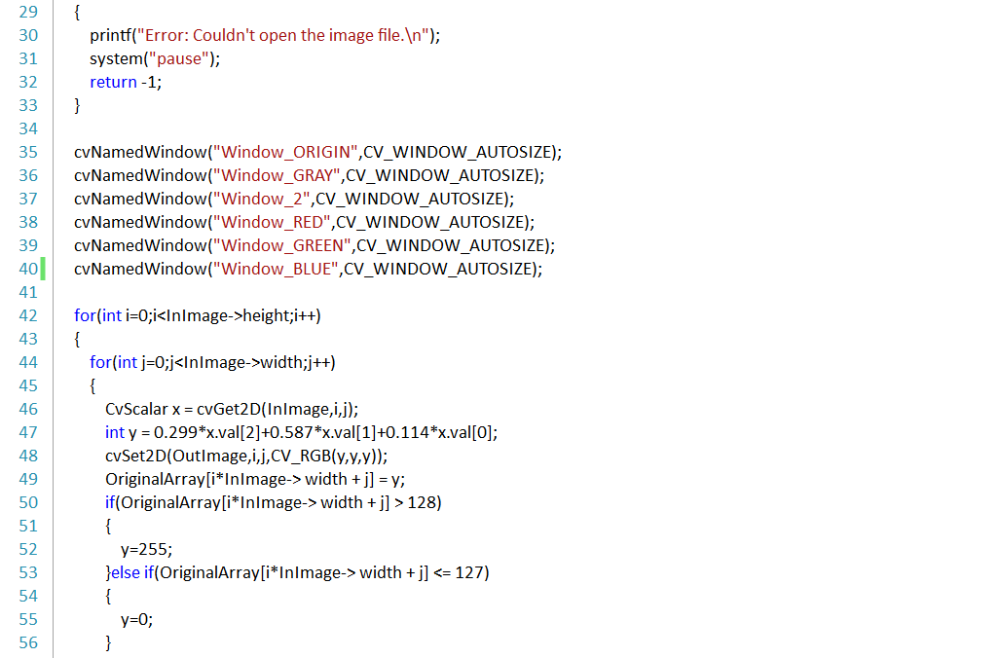 29 {
30 printf("Error: Couldn't open the image file.\n");
31 system("pause");
32 return -1;
33 }
34
35 cvNamedWindow("Window_ORIGIN",CV_WINDOW_AUTOSIZE);
36 cvNamedWindow("Window_GRAY",CV_WINDOW_AUTOSIZE);
37 cvNamedWindow("Window_2",CV_WINDOW_AUTOSIZE);
38 cvNamedWindow("Window_RED",CV_WINDOW_AUTOSIZE);
39 cvNamedWindow("Window_GREEN",CV_WINDOW_AUTOSIZE);
40 cvNamedWindow("Window_BLUE",CV_WINDOW_AUTOSIZE);
41
42 for(int i=0;i<InImage->height;i++)
43 {
44 for(int j=0;j<InImage->width;j++)
45 {
46 CvScalar x = cvGet2D(InImage,i,j);
47 int y = 0.299*x.val[2]+0.587*x.val[1]+0.114*x.val[0];
48 cvSet2D(OutImage,i,j,CV_RGB(y,y,y));
49 OriginalArray[i*InImage-> width + j] = y;
50 if(OriginalArray[i*InImage-> width + j] > 128)
51 {
52 y=255;
53 }else if(OriginalArray[i*InImage-> width + j] <= 127)
54 {
55 y=0;
56 }